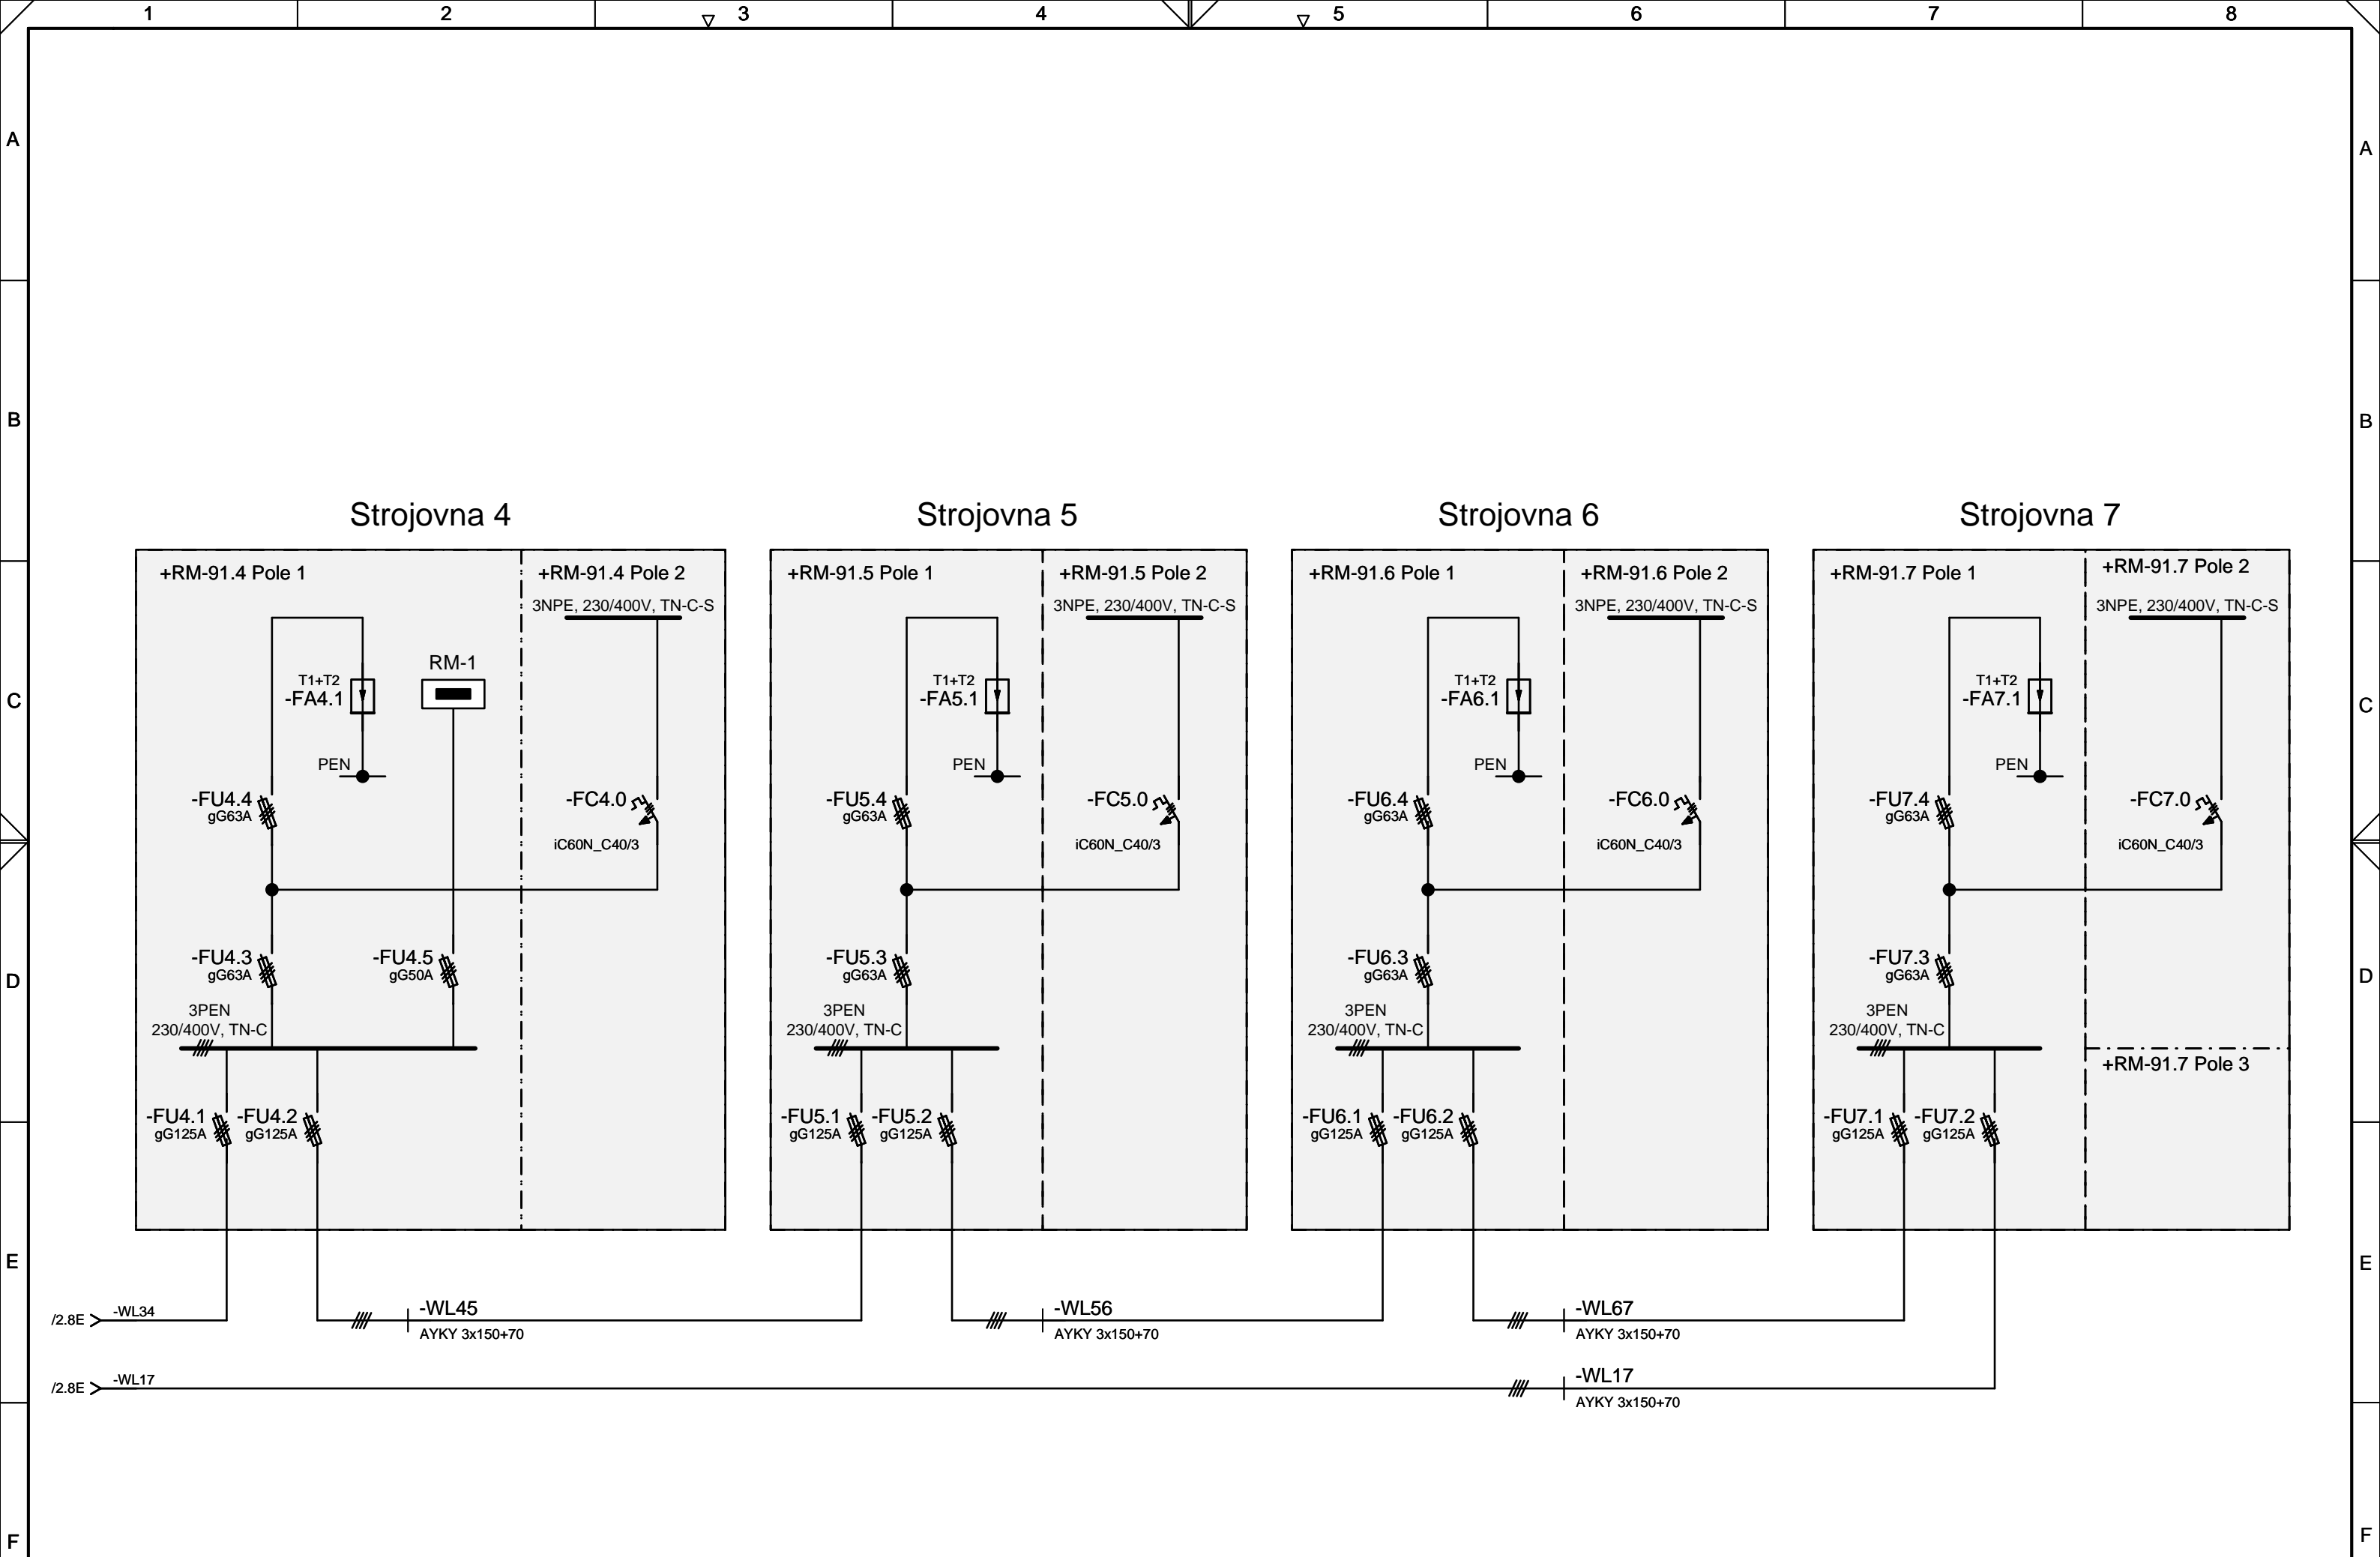 1 2 3 4 5 6 7 8
A A
B B
Strojovna 4
+RM-91.4 Pole 1
+RM-91.4 Pole 2
3NPE, 230/400V, TN-C-S
RM-1
T1+T2
-FA4.1
PEN
-FU4.4
gG63A
-FC4.0
iC60N_C40/3
-FU4.3
gG63A
-FU4.5
gG50A
3PEN
230/400V, TN-C
-FU4.1
gG125A
-FU4.2
gG125A
Strojovna 5
+RM-91.5 Pole 1
+RM-91.5 Pole 2
3NPE, 230/400V, TN-C-S
T1+T2
-FA5.1
PEN
-FU5.4
gG63A
-FC5.0
iC60N_C40/3
-FU5.3
gG63A
3PEN
230/400V, TN-C
-FU5.1
gG125A
-FU5.2
gG125A
Strojovna 6
+RM-91.6 Pole 1
+RM-91.6 Pole 2
3NPE, 230/400V, TN-C-S
T1+T2
-FA6.1
PEN
-FU6.4
gG63A
-FC6.0
iC60N_C40/3
-FU6.3
gG63A
3PEN
230/400V, TN-C
-FU6.1
gG125A
-FU6.2
gG125A
Strojovna 7
+RM-91.7 Pole 1
+RM-91.7 Pole 2
3NPE, 230/400V, TN-C-S
T1+T2
-FA7.1
PEN
-FU7.4
gG63A
-FC7.0
iC60N_C40/3
-FU7.3
gG63A
3PEN
230/400V, TN-C
+RM-91.7 Pole 3
-FU7.1
gG125A
-FU7.2
gG125A
C C
D D
E E
/2.8E -WL34
-WL45
AYKY 3x150+70
-WL56
AYKY 3x150+70
-WL67
AYKY 3x150+70
/2.8E -WL17
-WL17
AYKY 3x150+70
F F